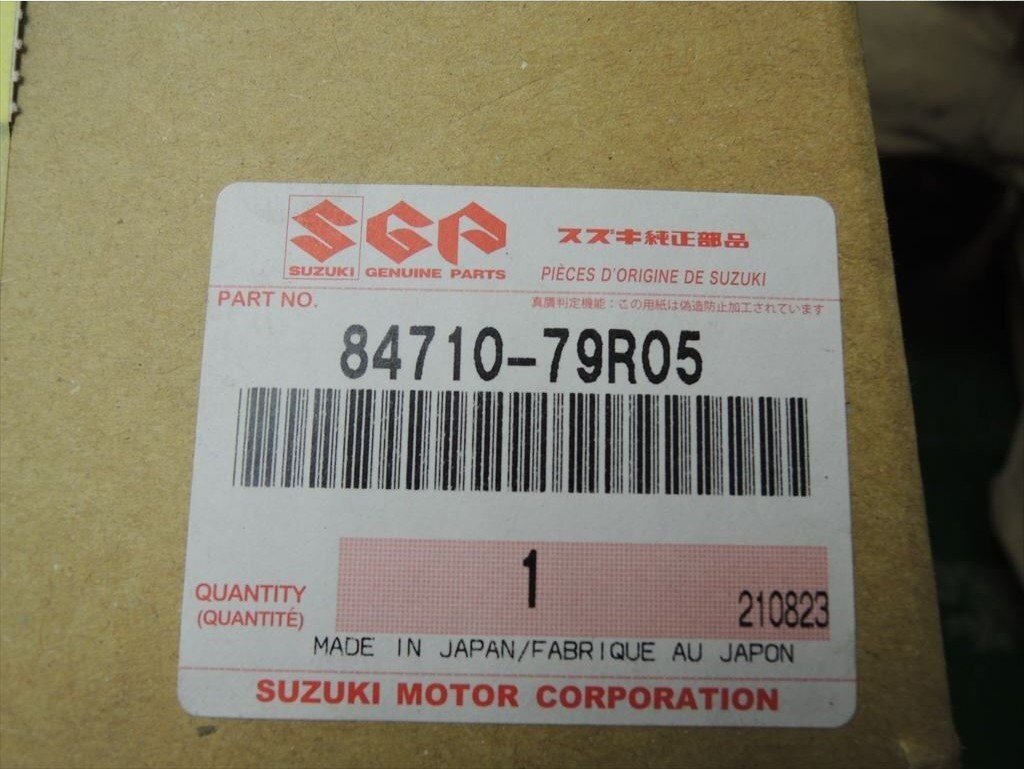 SGP
SUZUKI GENUINE PARTS
スズキ純正部品
PIÈCES D'ORIGINE DE SUZUKI
PART NO.
真贋判定機能：この用紙は偽造防止加工されています
84710-79R05
1
QUANTITY
(QUANTITÉ)
210823
MADE IN JAPAN/FABRIQUE AU JAPON
SUZUKI MOTOR CORPORATION